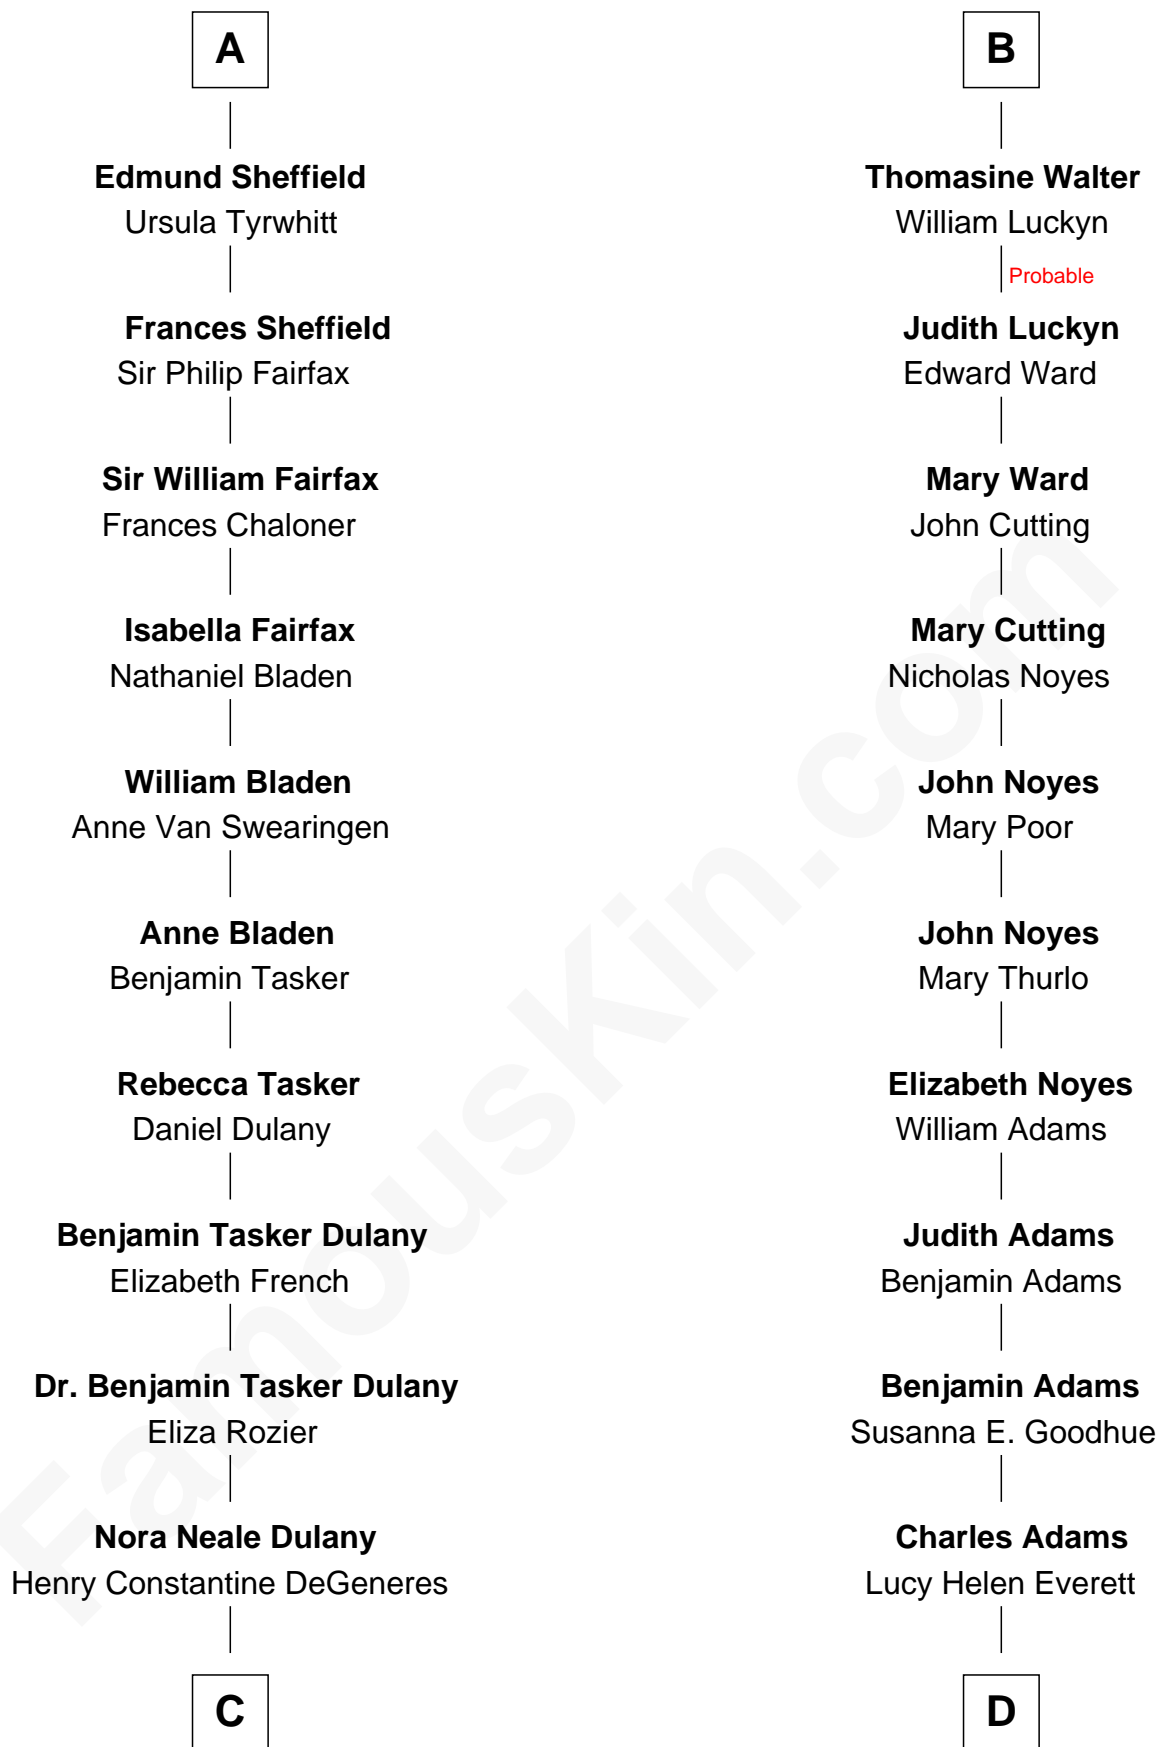 A
Edmund Sheffield
Ursula Tyrwhitt
Frances Sheffield
Sir Philip Fairfax
Sir William Fairfax
Frances Chaloner
Isabella Fairfax
Nathaniel Bladen
William Bladen
Anne Van Swearingen
Anne Bladen
Benjamin Tasker
Rebecca Tasker
Daniel Dulany
Benjamin Tasker Dulany
Elizabeth French
Dr. Benjamin Tasker Dulany
Eliza Rozier
Nora Neale Dulany
Henry Constantine DeGeneres
C
B
Thomasine Walter
William Luckyn
Probable
Judith Luckyn
Edward Ward
Mary Ward
John Cutting
Mary Cutting
Nicholas Noyes
John Noyes
Mary Poor
John Noyes
Mary Thurlo
Elizabeth Noyes
William Adams
Judith Adams
Benjamin Adams
Benjamin Adams
Susanna E. Goodhue
Charles Adams
Lucy Helen Everett
D
FamousKin.com